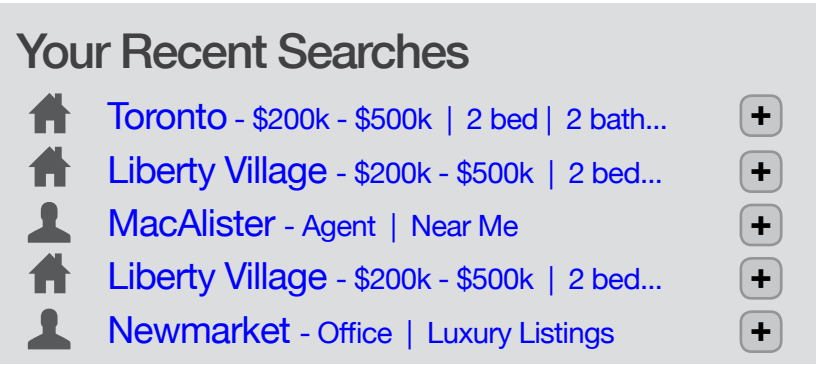 Your Recent Searches
Toronto - $200k - $500k | 2 bed | 2 bath... +
Liberty Village - $200k - $500k | 2 bed... +
MacAlister - Agent | Near Me +
Liberty Village - $200k - $500k | 2 bed... +
Newmarket - Office | Luxury Listings +